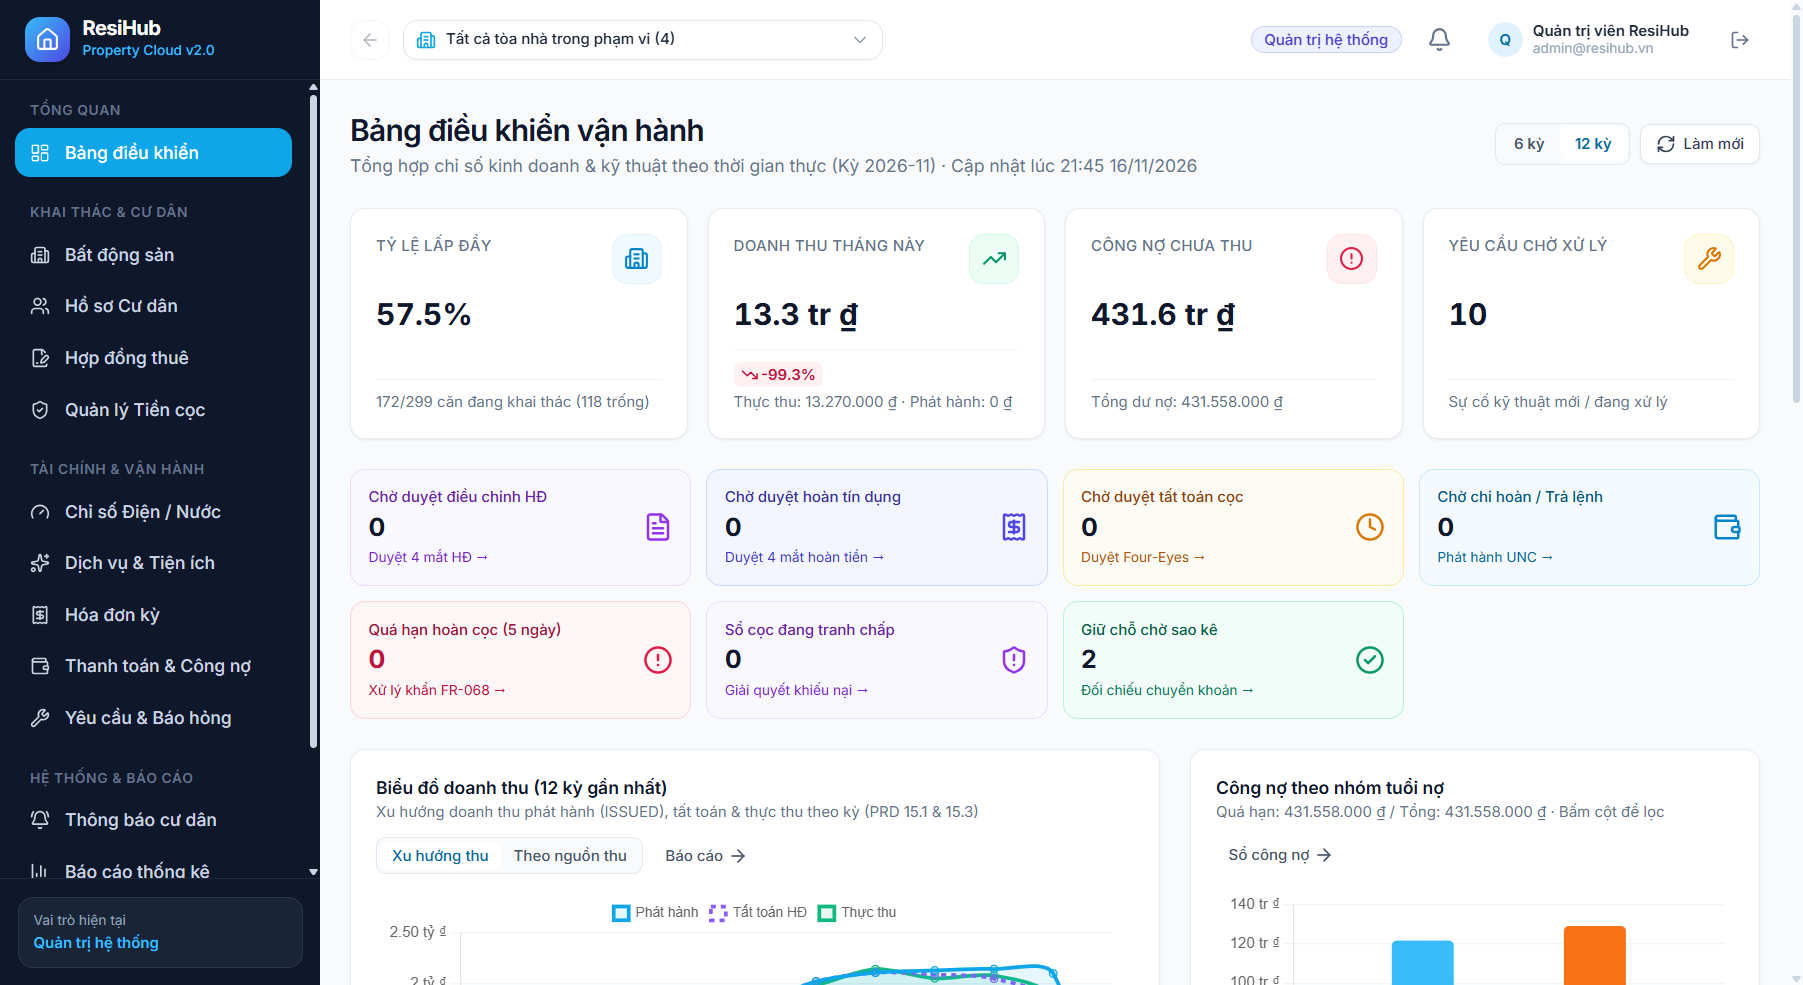 ResiHub
Property Cloud v2.0
TỔNG QUAN
Bảng điều khiển
KHAI THÁC & CƯ DÂN
Bất động sản
Hồ sơ Cư dân
Hợp đồng thuê
Quản lý Tiền cọc
TÀI CHÍNH & VẬN HÀNH
Chỉ số Điện / Nước
Dịch vụ & Tiện ích
Hóa đơn kỳ
Thanh toán & Công nợ
Yêu cầu & Báo hỏng
HỆ THỐNG & BÁO CÁO
Thông báo cư dân
Báo cáo thống kê
Vai trò hiện tại
Quản trị hệ thống
Tất cả tòa nhà trong phạm vi (4)
Quản trị hệ thống
Q
Quản trị viên ResiHub
admin@resihub.vn
Bảng điều khiển vận hành
Tổng hợp chỉ số kinh doanh & kỹ thuật theo thời gian thực (Kỳ 2026-11) · Cập nhật lúc 21:45 16/11/2026
6 kỳ
12 kỳ
Làm mới
TỶ LỆ LẤP ĐẦY
57.5%
172/299 căn đang khai thác (118 trống)
DOANH THU THÁNG NÀY
13.3 tr ₫
-99.3%
Thực thu: 13.270.000 ₫ · Phát hành: 0 ₫
CÔNG NỢ CHƯA THU
431.6 tr ₫
Tổng dư nợ: 431.558.000 ₫
YÊU CẦU CHỜ XỬ LÝ
10
Sự cố kỹ thuật mới / đang xử lý
Chờ duyệt điều chỉnh HĐ
0
Duyệt 4 mắt HĐ →
Chờ duyệt hoàn tín dụng
0
Duyệt 4 mắt hoàn tiền →
Chờ duyệt tất toán cọc
0
Duyệt Four-Eyes →
Chờ chi hoàn / Trả lệnh
0
Phát hành UNC →
Quá hạn hoàn cọc (5 ngày)
0
Xử lý khẩn FR-068 →
Sổ cọc đang tranh chấp
0
Giải quyết khiếu nại →
Giữ chỗ chờ sao kê
2
Đối chiếu chuyển khoản →
Biểu đồ doanh thu (12 kỳ gần nhất)
Xu hướng doanh thu phát hành (ISSUED), tất toán & thực thu theo kỳ (PRD 15.1 & 15.3)
Xu hướng thu
Theo nguồn thu
Báo cáo →
Phát hành
Tất toán HĐ
Thực thu
2.50 tỷ ₫
2 tỷ ₫
Công nợ theo nhóm tuổi nợ
Quá hạn: 431.558.000 ₫ / Tổng: 431.558.000 ₫ · Bấm cột để lọc
Sổ công nợ →
140 tr ₫
120 tr ₫
100 tr ₫